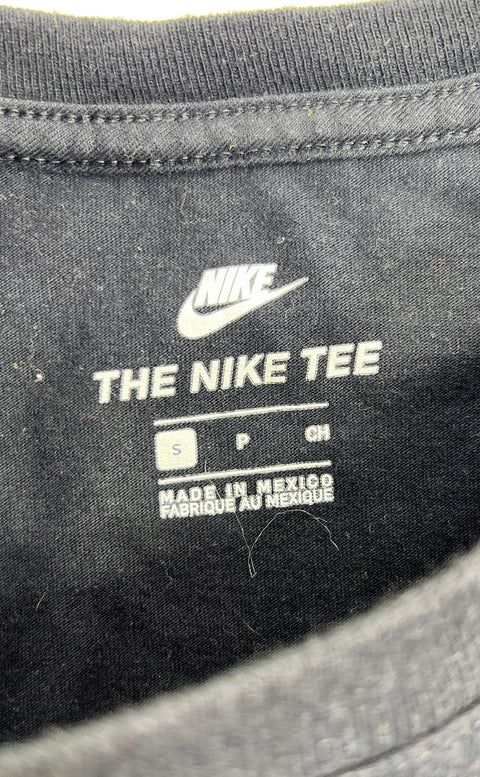 NIKE
THE NIKE TEE
S P CH
MADE IN MEXICO
FABRIQUE AU MEXIQUE